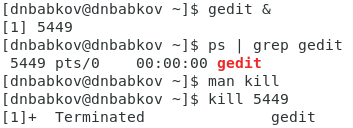 [dnbabkov@dnbabkov ~]$ gedit &
[1] 5449
[dnbabkov@dnbabkov ~]$ ps | grep gedit
 5449 pts/0    00:00:00 gedit
[dnbabkov@dnbabkov ~]$ man kill
[dnbabkov@dnbabkov ~]$ kill 5449
[1]+  Terminated              gedit